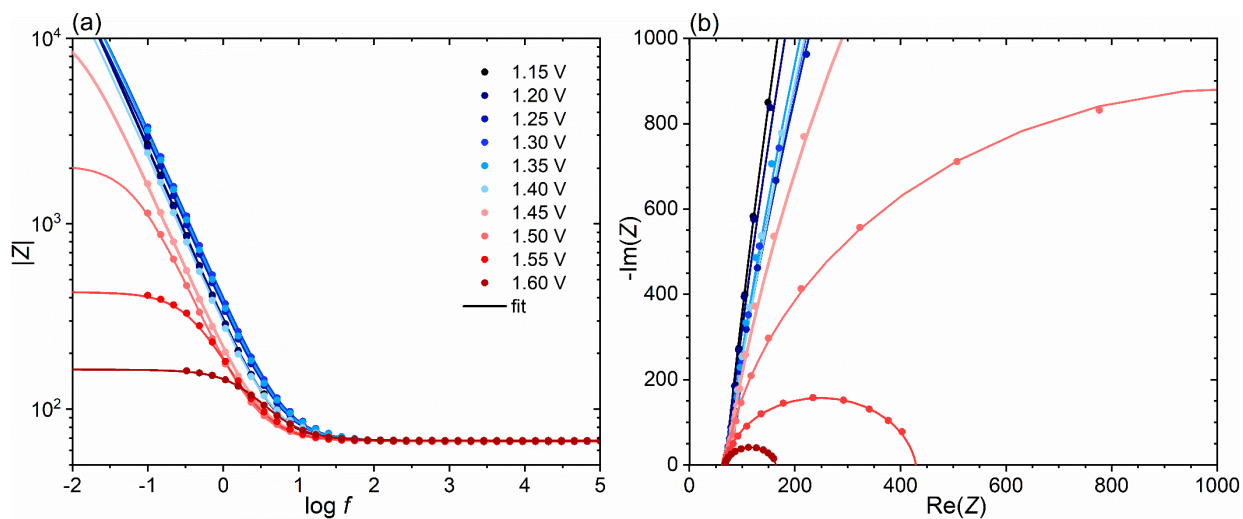 (a)
10^4
10^3
10^2
|Z|
-2 -1 0 1 2 3 4 5
log f
1.15 V
1.20 V
1.25 V
1.30 V
1.35 V
1.40 V
1.45 V
1.50 V
1.55 V
1.60 V
fit
(b)
1000
800
600
400
200
0
-Im(Z)
200 400 600 800 1000
Re(Z)